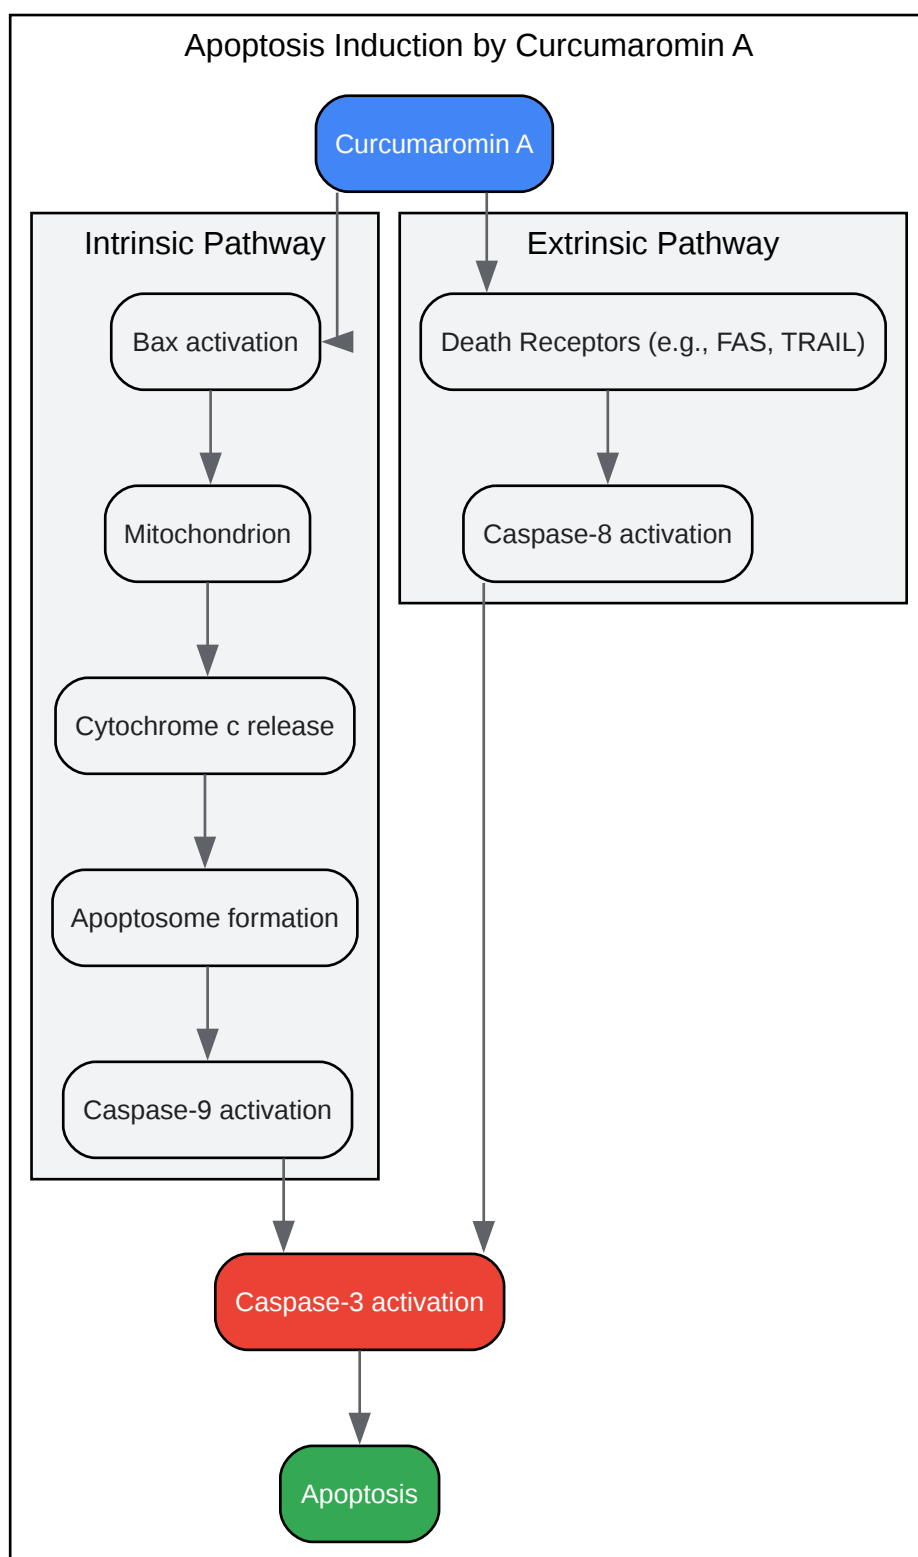 Apoptosis Induction by Curcumaromin A
Curcumaromin A
Intrinsic Pathway
Extrinsic Pathway
Bax activation
Death Receptors (e.g., FAS, TRAIL)
Mitochondrion
Caspase-8 activation
Cytochrome c release
Apoptosome formation
Caspase-9 activation
Caspase-3 activation
Apoptosis